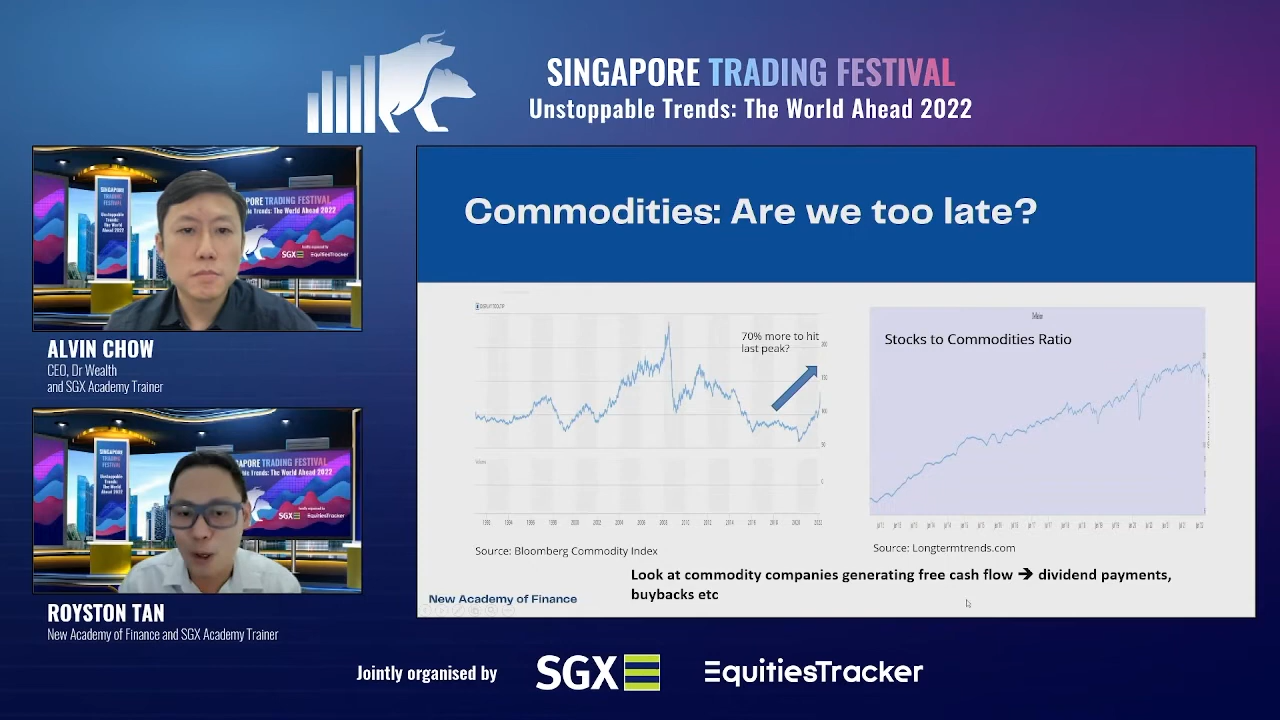 SINGAPORE TRADING FESTIVAL
Unstoppable Trends: The World Ahead 2022
ALVIN CHOW
CEO, Dr Wealth
and SGX Academy Trainer
ROYSTON TAN
New Academy of Finance and SGX Academy Trainer
Commodities: Are we too late?
70% more to hit
last peak?
Source: Bloomberg Commodity Index
Stocks to Commodities Ratio
Source: Longtermtrends.com
Look at commodity companies generating free cash flow ➔ dividend payments,
buybacks etc
New Academy of Finance
Jointly organised by
SGX
EquitiesTracker